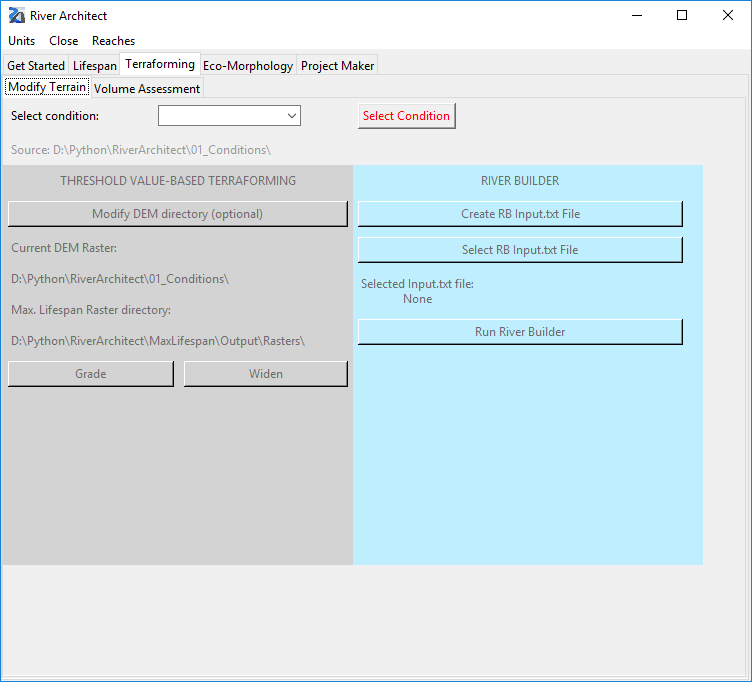 River Architect
Units Close Reaches
Get Started Lifespan Terraforming Eco-Morphology Project Maker
Modify Terrain Volume Assessment
Select condition: Select Condition
Source: D:\Python\RiverArchitect\01_Conditions\
THRESHOLD VALUE-BASED TERRAFORMING
Modify DEM directory (optional)
Current DEM Raster:
D:\Python\RiverArchitect\01_Conditions\
Max. Lifespan Raster directory:
D:\Python\RiverArchitect\MaxLifespan\Output\Rasters\
Grade Widen
RIVER BUILDER
Create RB Input.txt File
Select RB Input.txt File
Selected Input.txt file:
None
Run River Builder